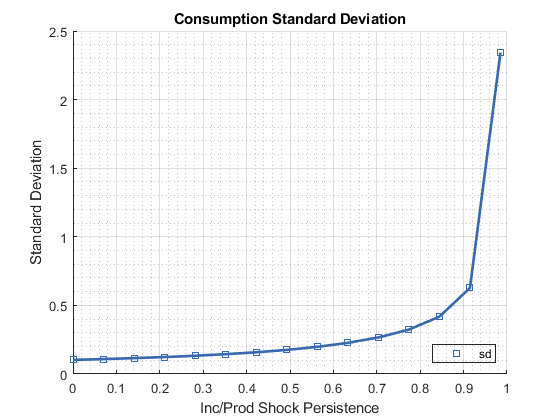 Consumption Standard Deviation
2.5
2
1.5
1
0.5
0
Standard Deviation
sd
0 0.1 0.2 0.3 0.4 0.5 0.6 0.7 0.8 0.9 1
Inc/Prod Shock Persistence